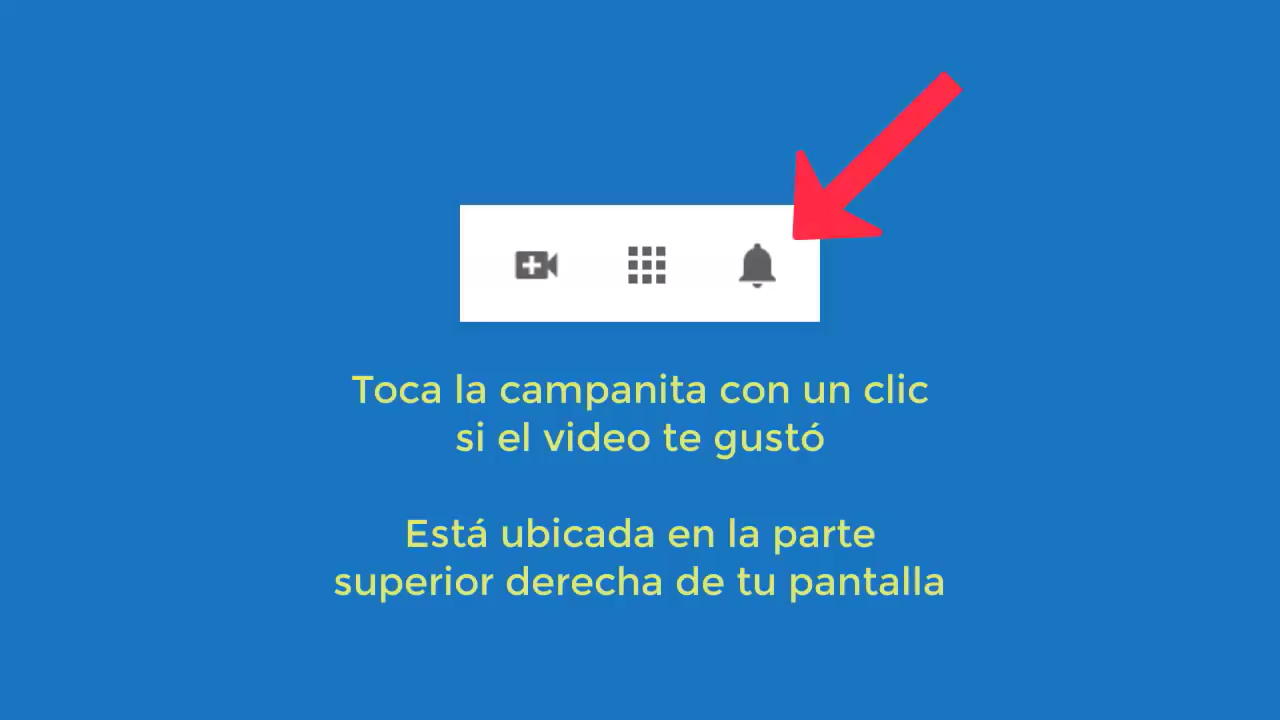 Toca la campanita con un clic
si el video te gustó
Está ubicada en la parte
superior derecha de tu pantalla